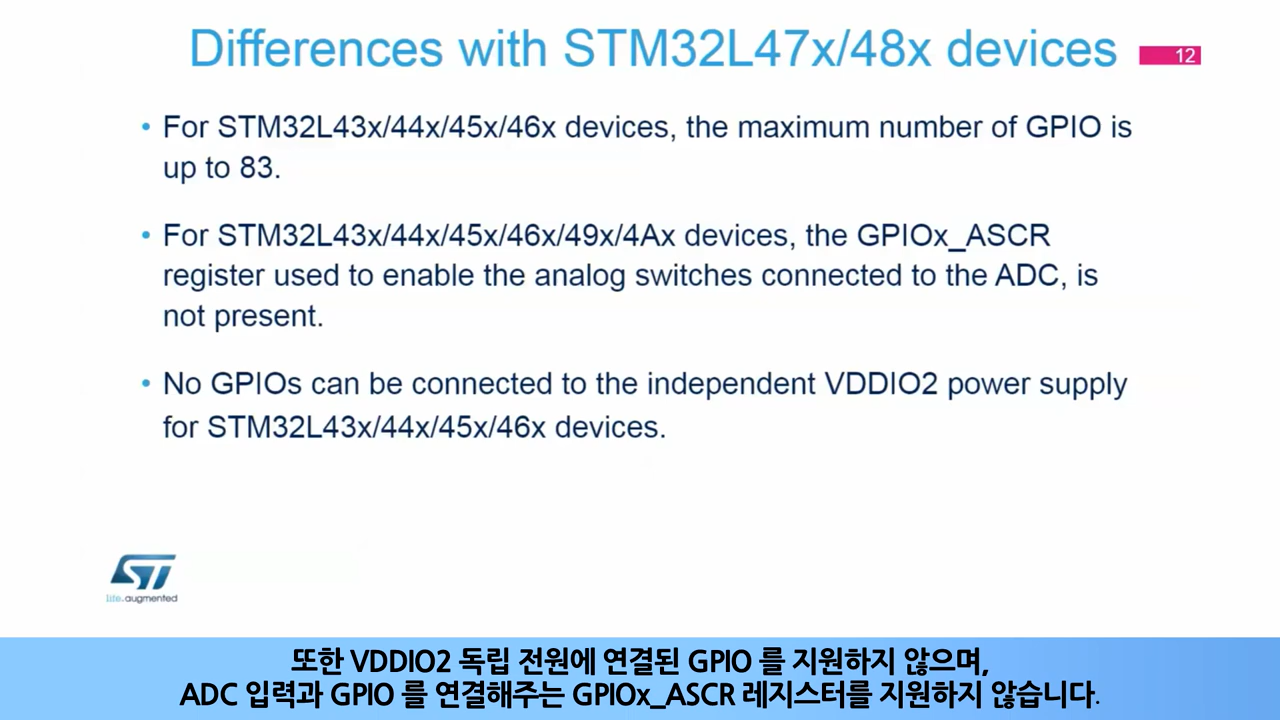 Differences with STM32L47x/48x devices
12
• For STM32L43x/44x/45x/46x devices, the maximum number of GPIO is
up to 83.
• For STM32L43x/44x/45x/46x/49x/4Ax devices, the GPIOx_ASCR
register used to enable the analog switches connected to the ADC, is
not present.
• No GPIOs can be connected to the independent VDDIO2 power supply
for STM32L43x/44x/45x/46x devices.
ST
life.augmented
또한 VDDIO2 독립 전원에 연결된 GPIO 를 지원하지 않으며,
ADC 입력과 GPIO 를 연결해주는 GPIOx_ASCR 레지스터를 지원하지 않습니다.